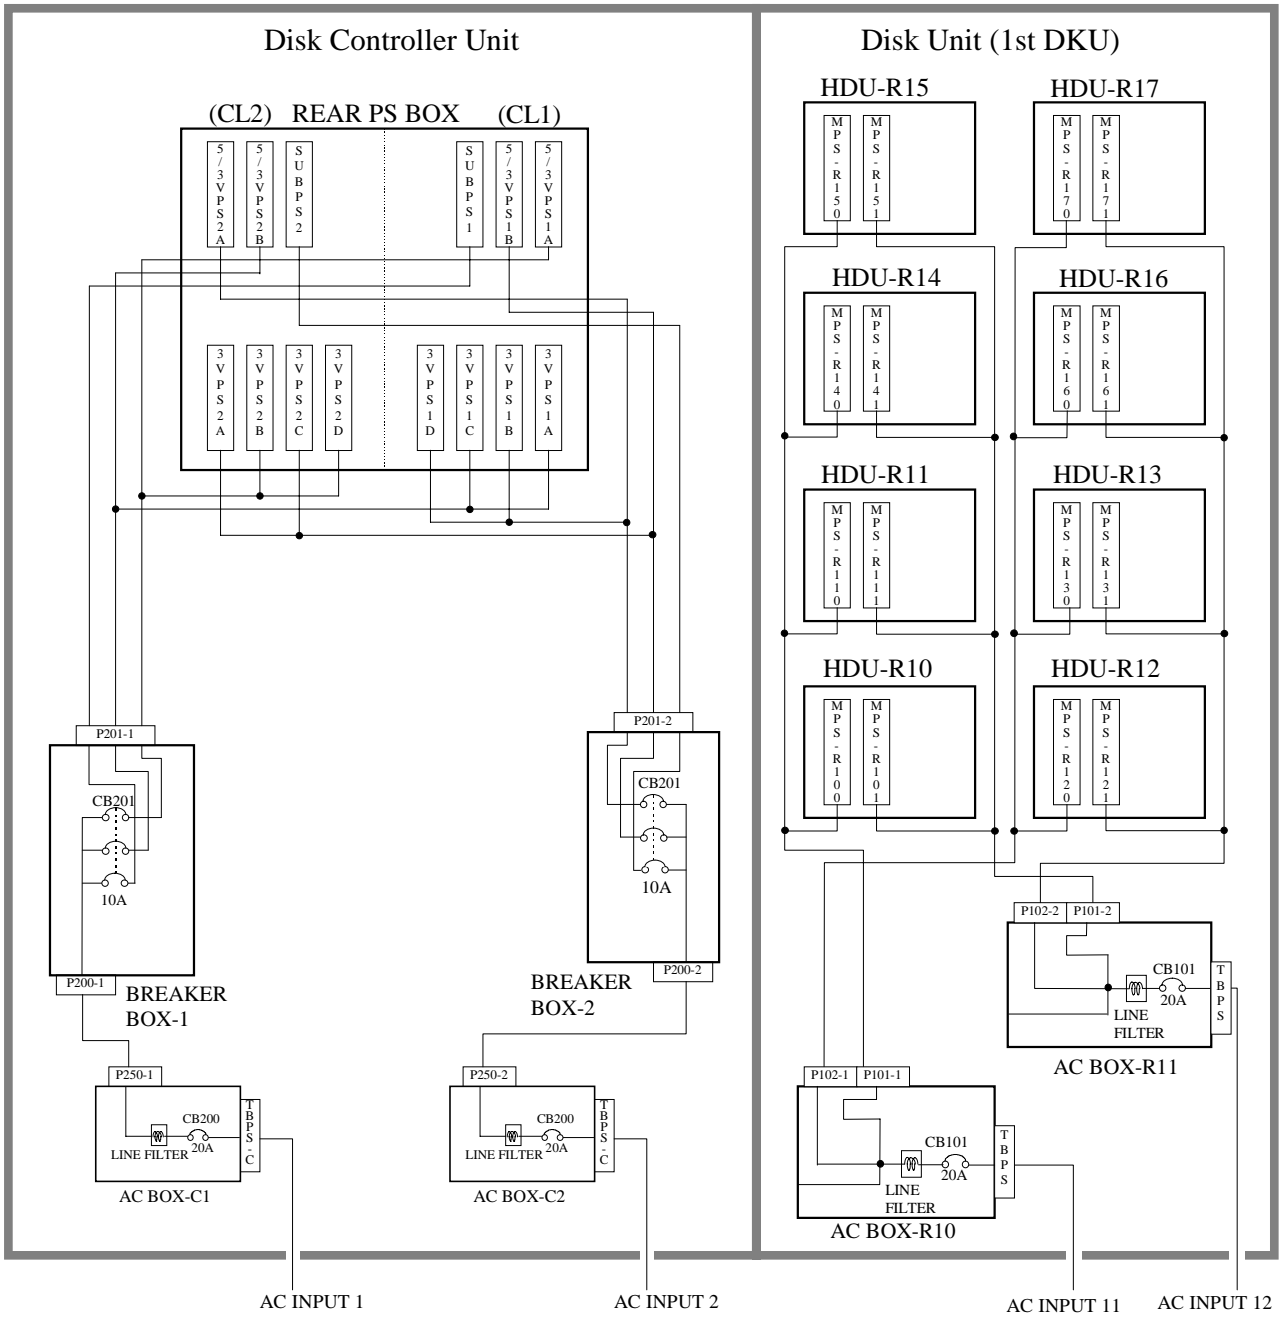 Disk Controller Unit
(CL2) REAR PS BOX (CL1)
5/3VPS2A
5/3VPS2B
SUBPS2
SUBPS1
5/3VPS1B
5/3VPS1A
3VPS2A
3VPS2B
3VPS2C
3VPS2D
3VPS1D
3VPS1C
3VPS1B
3VPS1A
P201-1
CB201
10A
P200-1
BREAKER
BOX-1
P201-2
CB201
10A
P200-2
BREAKER
BOX-2
P250-1
CB200
20A
LINE FILTER
TBPS-C
AC BOX-C1
P250-2
CB200
20A
LINE FILTER
TBPS-C
AC BOX-C2
AC INPUT 1
AC INPUT 2
Disk Unit (1st DKU)
HDU-R15
MPS-R150
MPS-R151
HDU-R17
MPS-R170
MPS-R171
HDU-R14
MPS-R140
MPS-R141
HDU-R16
MPS-R160
MPS-R161
HDU-R11
MPS-R110
MPS-R111
HDU-R13
MPS-R130
MPS-R131
HDU-R10
MPS-R100
MPS-R101
HDU-R12
MPS-R120
MPS-R121
P102-2
P101-2
CB101
20A
LINE
FILTER
TBPS
AC BOX-R11
P102-1
P101-1
CB101
20A
LINE
FILTER
TBPS
AC BOX-R10
AC INPUT 11
AC INPUT 12